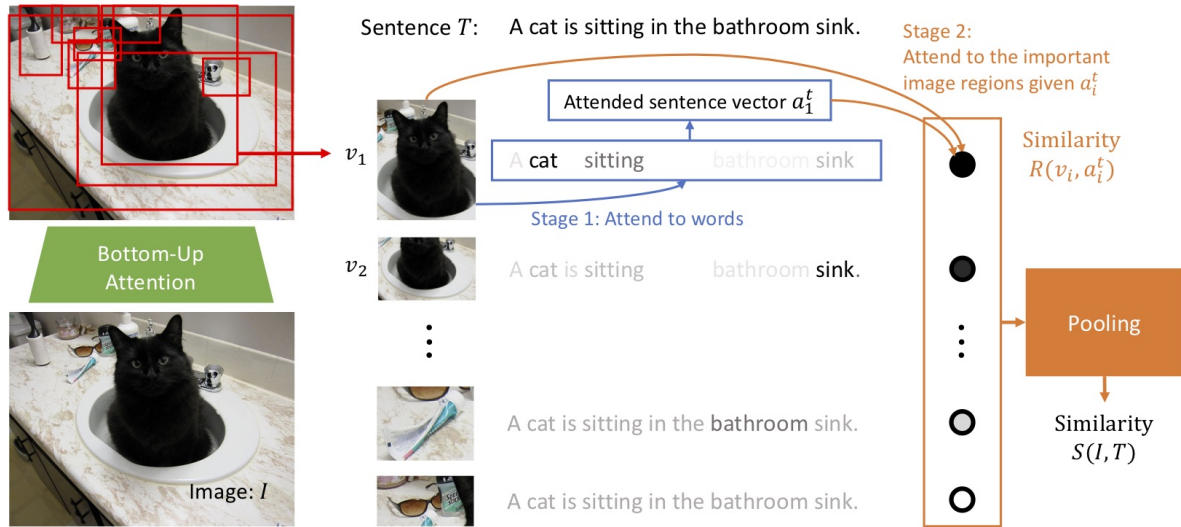 Sentence T: A cat is sitting in the bathroom sink.
Stage 2:
Attend to the important
image regions given a_i^t
Attended sentence vector a_1^t
v_1
A cat sitting bathroom sink
Similarity
R(v_i, a_i^t)
Stage 1: Attend to words
Bottom-Up
Attention
v_2
A cat is sitting bathroom sink.
Pooling
A cat is sitting in the bathroom sink.
Similarity
S(I, T)
Image: I
A cat is sitting in the bathroom sink.